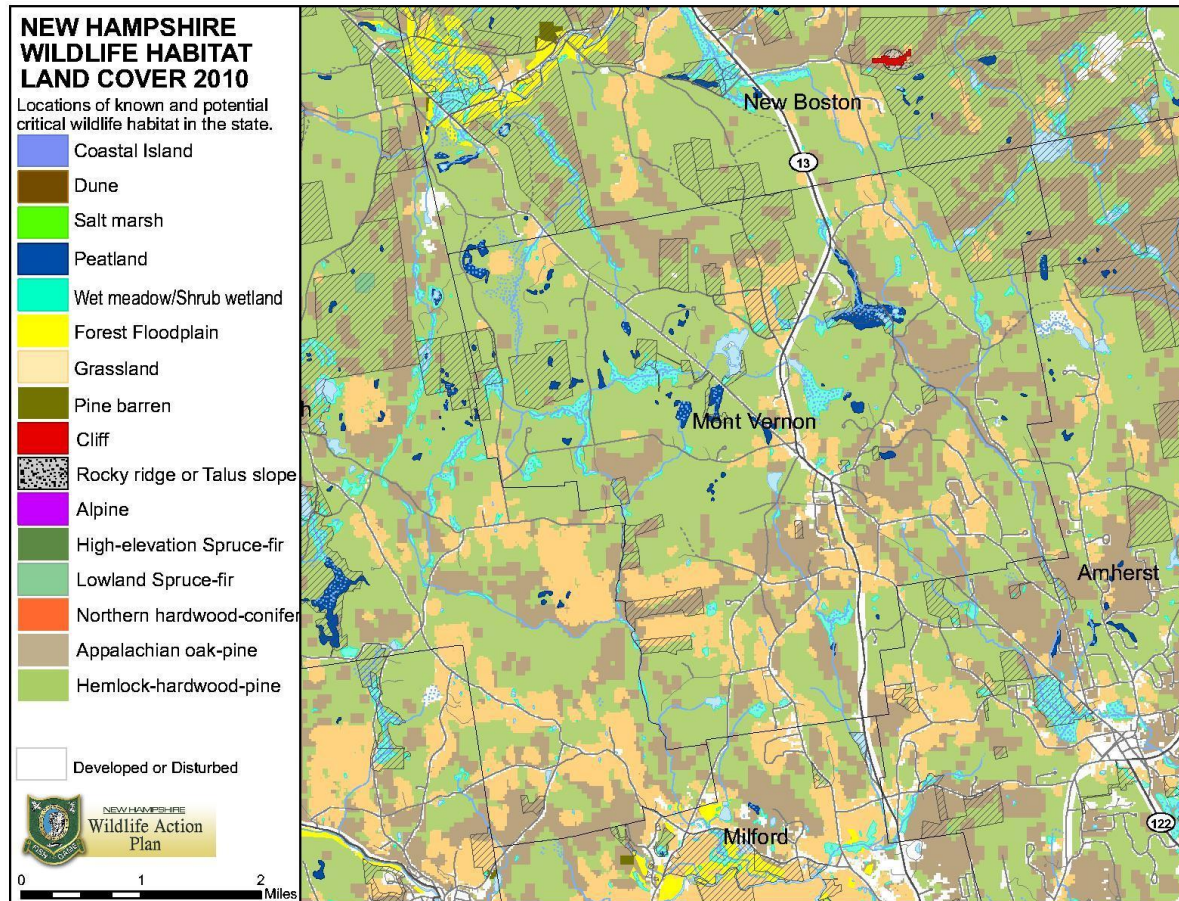 NEW HAMPSHIRE
WILDLIFE HABITAT
LAND COVER 2010
Locations of known and potential
critical wildlife habitat in the state.
Coastal Island
Dune
Salt marsh
Peatland
Wet meadow/Shrub wetland
Forest Floodplain
Grassland
Pine barren
Cliff
Rocky ridge or Talus slope
Alpine
High-elevation Spruce-fir
Lowland Spruce-fir
Northern hardwood-conifer
Appalachian oak-pine
Hemlock-hardwood-pine
Developed or Disturbed
NEW HAMPSHIRE
Wildlife Action
Plan
0 1 2
Miles
New Boston
13
h
Mont Vernon
Amherst
Milford
122